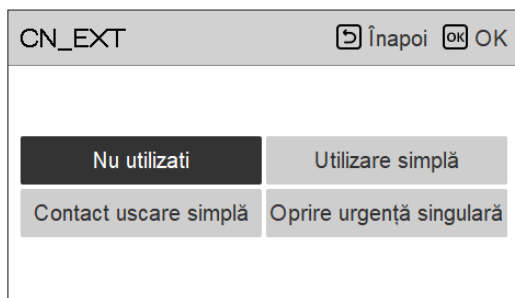 CN_EXT Înapoi OK OK
Nu utilizati Utilizare simplă
Contact uscare simplă Oprire urgență singulară